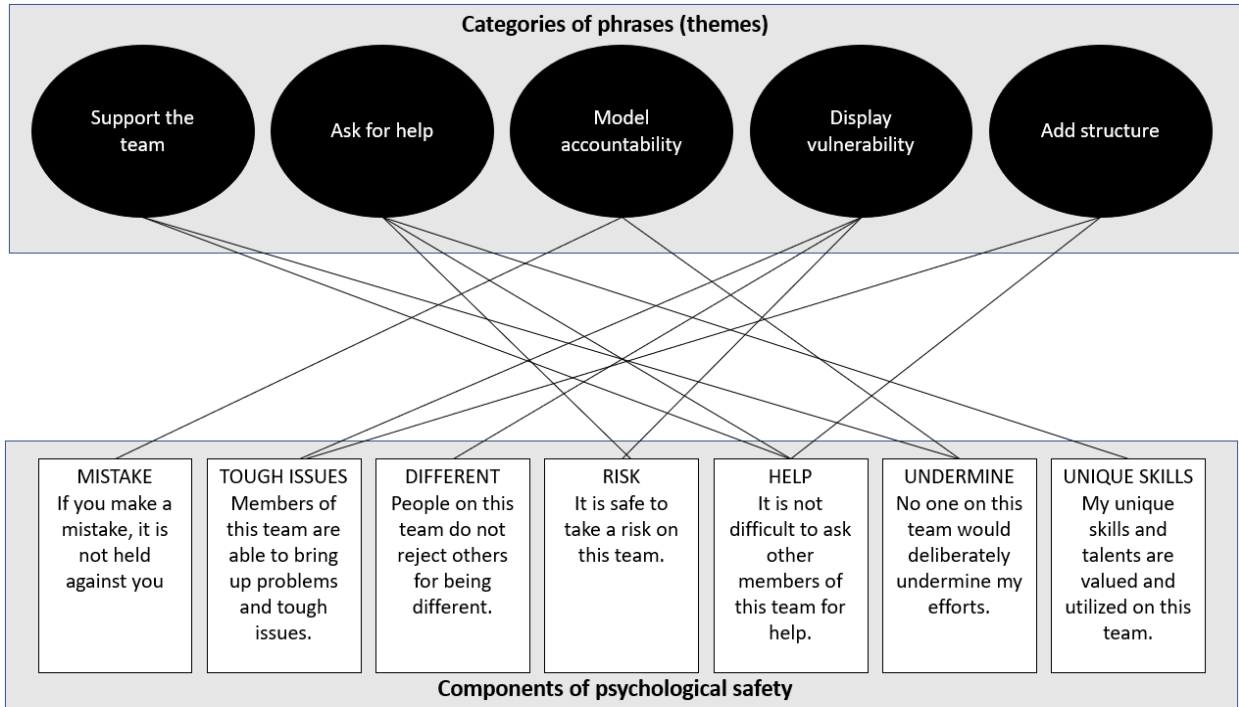 Categories of phrases (themes)
Support the
team
Ask for help
Model
accountability
Display
vulnerability
Add structure
MISTAKE
If you make a
mistake, it is
not held
against you
TOUGH ISSUES
Members of
this team are
able to bring
up problems
and tough
issues.
DIFFERENT
People on this
team do not
reject others
for being
different.
RISK
It is safe to
take a risk on
this team.
HELP
It is not
difficult to ask
other
members of
this team for
help.
UNDERMINE
No one on this
team would
deliberately
undermine my
efforts.
UNIQUE SKILLS
My unique
skills and
talents are
valued and
utilized on this
team.
Components of psychological safety